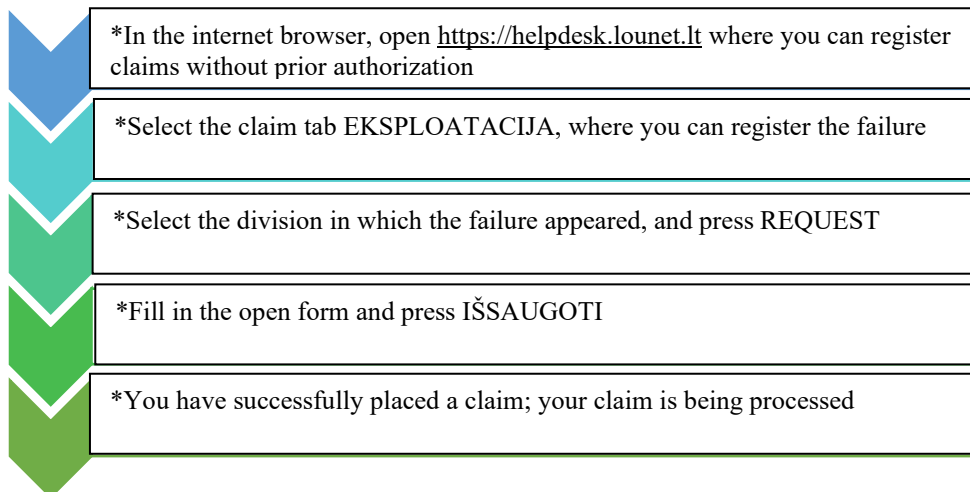 *In the internet browser, open https://helpdesk.lounet.lt where you can register
claims without prior authorization
*Select the claim tab EKSPLOATACIJA, where you can register the failure
*Select the division in which the failure appeared, and press REQUEST
*Fill in the open form and press IŠSAUGOTI
*You have successfully placed a claim; your claim is being processed